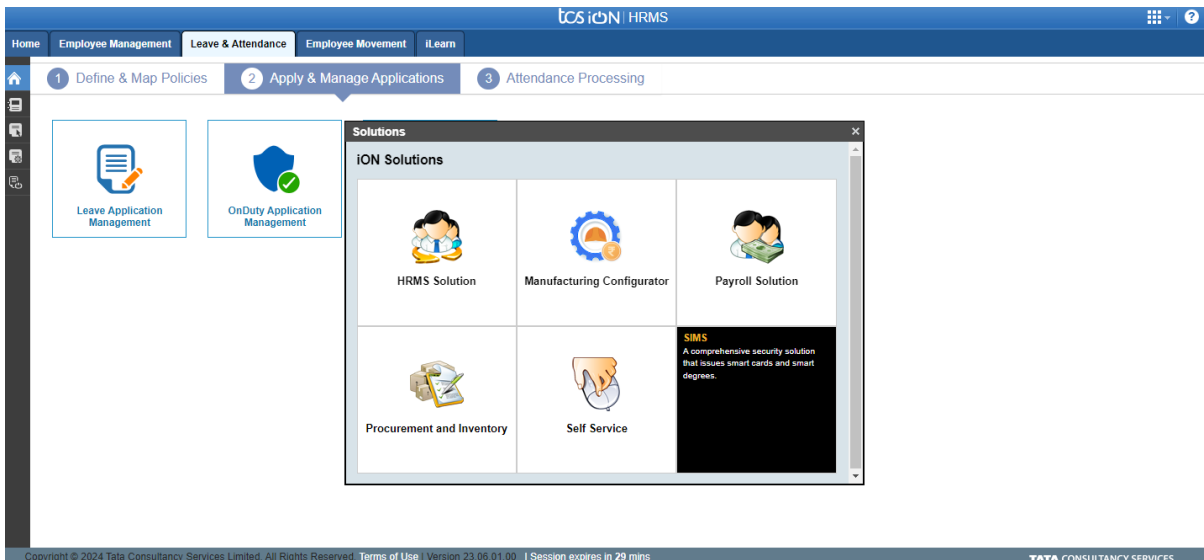 tcs iON | HRMS
?
Home Employee Management Leave & Attendance Employee Movement iLearn
1 Define & Map Policies 2 Apply & Manage Applications 3 Attendance Processing
Leave Application
Management
OnDuty Application
Management
Solutions ×
iON Solutions
HRMS Solution
Manufacturing Configurator
Payroll Solution
Procurement and Inventory
Self Service
SIMS
A comprehensive security solution
that issues smart cards and smart
degrees.
Copyright © 2024 Tata Consultancy Services Limited. All Rights Reserved. Terms of Use | Version 23.06.01.00 | Session expires in 29 mins
TATA CONSULTANCY SERVICES